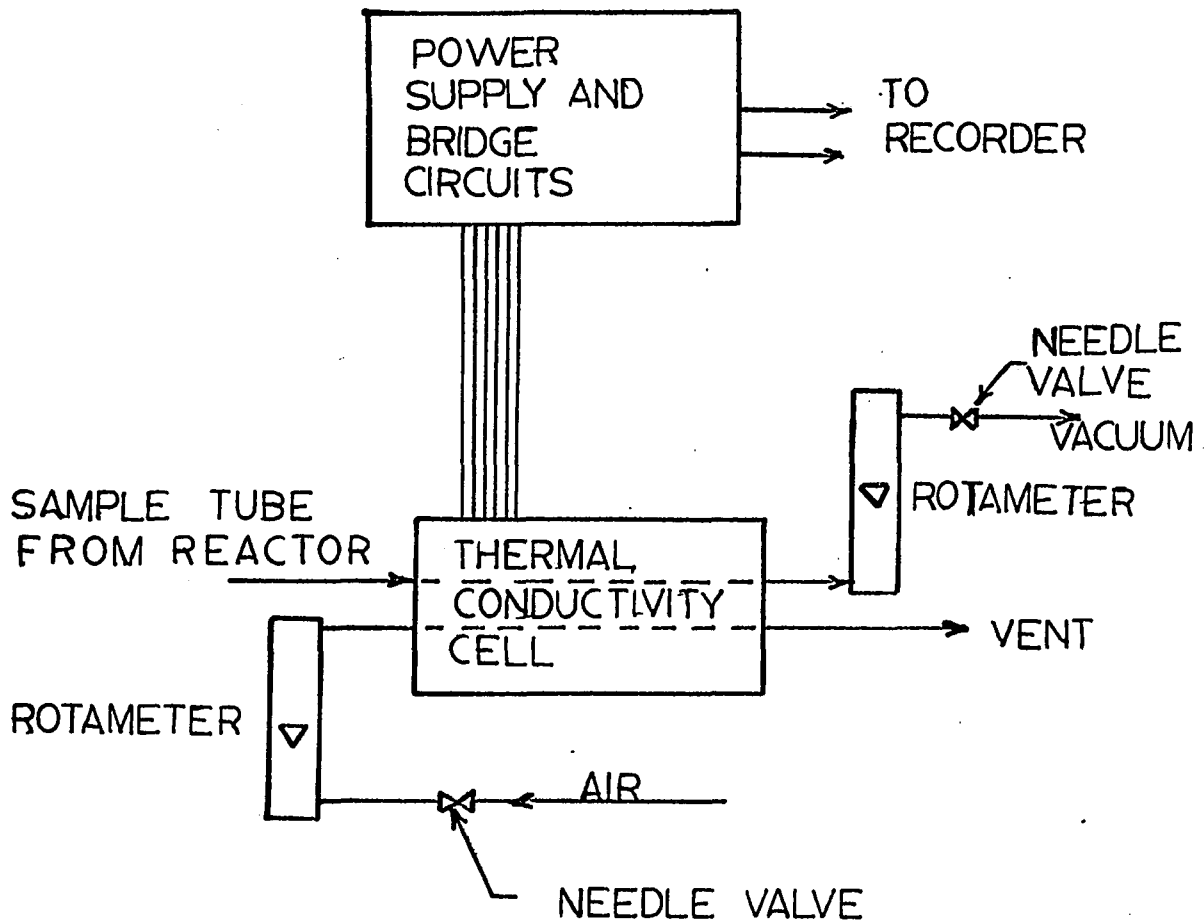 POWER
SUPPLY AND
BRIDGE
CIRCUITS
TO
RECORDER
NEEDLE
VALVE
VACUUM
ROTAMETER
SAMPLE TUBE
FROM REACTOR
THERMAL
CONDUCTIVITY
CELL
VENT
ROTAMETER
AIR
NEEDLE VALVE